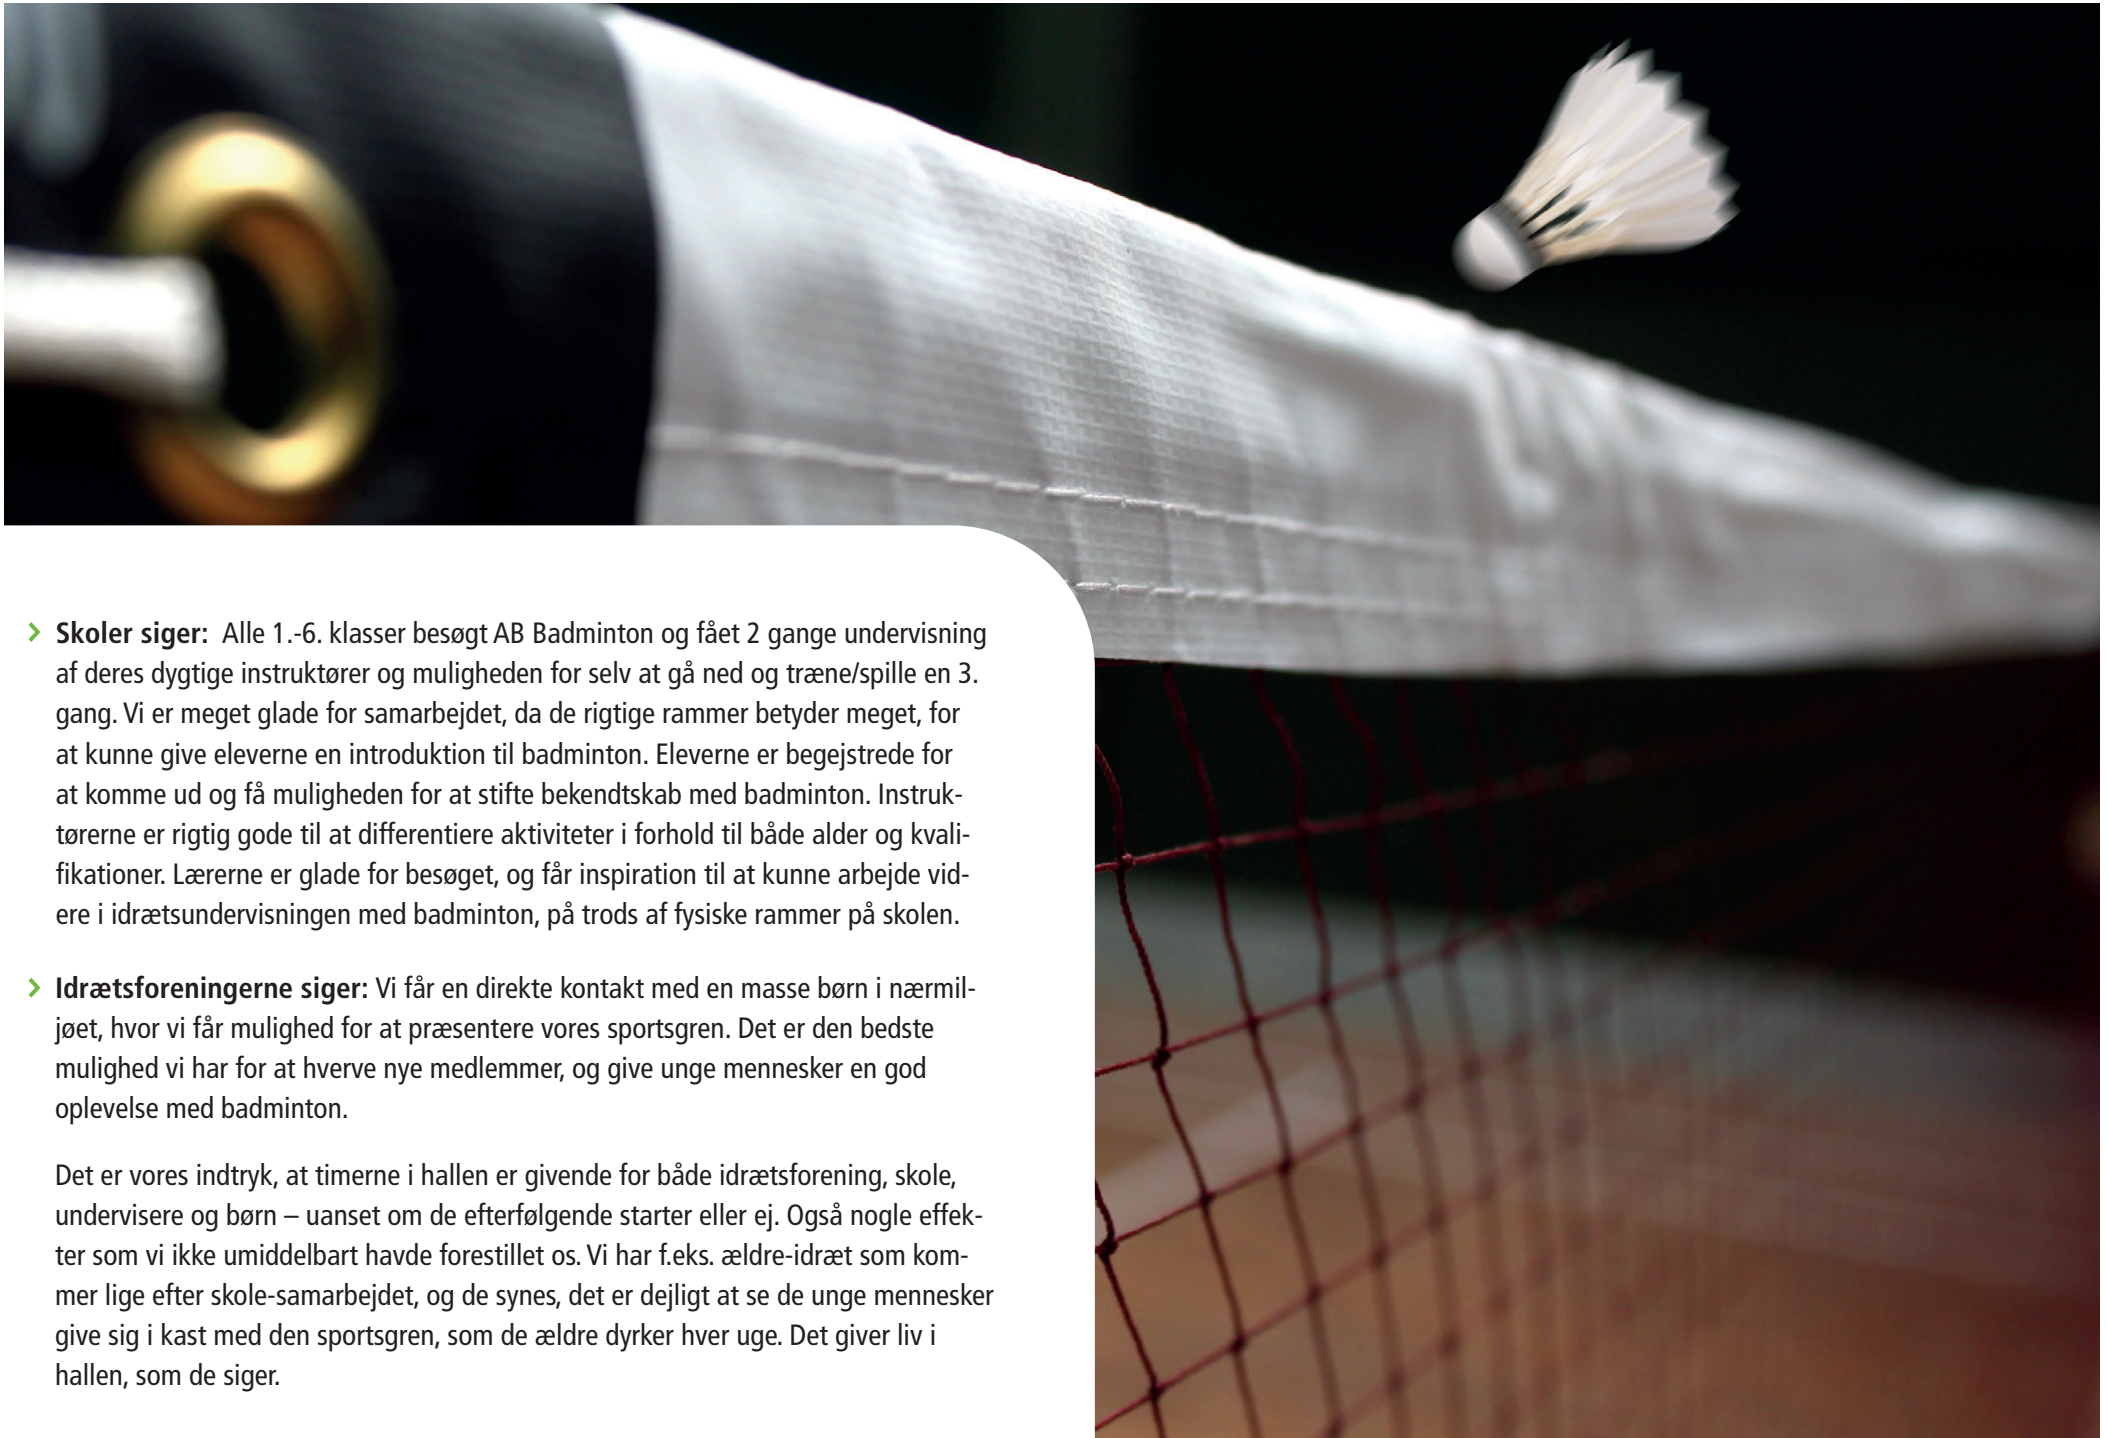 › Skoler siger: Alle 1.-6. klasser besøgt AB Badminton og fået 2 gange undervisning
af deres dygtige instruktører og muligheden for selv at gå ned og træne/spille en 3.
gang. Vi er meget glade for samarbejdet, da de rigtige rammer betyder meget, for
at kunne give eleverne en introduktion til badminton. Eleverne er begejstrede for
at komme ud og få muligheden for at stifte bekendtskab med badminton. Instruk-
tørerne er rigtig gode til at differentiere aktiviteter i forhold til både alder og kvali-
fikationer. Lærerne er glade for besøget, og får inspiration til at kunne arbejde vid-
ere i idrætsundervisningen med badminton, på trods af fysiske rammer på skolen.
› Idrætsforeningerne siger: Vi får en direkte kontakt med en masse børn i nærmil-
jøet, hvor vi får mulighed for at præsentere vores sportsgren. Det er den bedste
mulighed vi har for at hverve nye medlemmer, og give unge mennesker en god
oplevelse med badminton.
Det er vores indtryk, at timerne i hallen er givende for både idrætsforening, skole,
undervisere og børn – uanset om de efterfølgende starter eller ej. Også nogle effek-
ter som vi ikke umiddelbart havde forestillet os. Vi har f.eks. ældre-idræt som kom-
mer lige efter skole-samarbejdet, og de synes, det er dejligt at se de unge mennesker
give sig i kast med den sportsgren, som de ældre dyrker hver uge. Det giver liv i
hallen, som de siger.